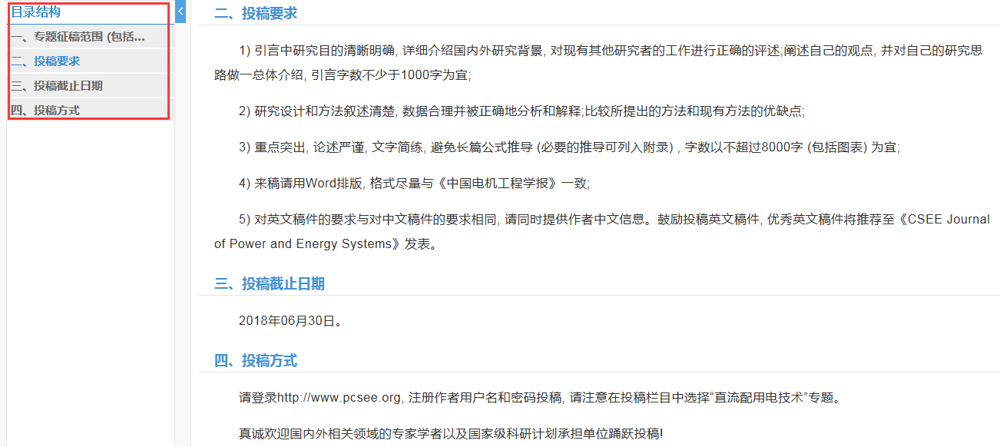 目录结构
一、专题征稿范围 (包括...
二、投稿要求
三、投稿截止日期
四、投稿方式
<
二、投稿要求
1) 引言中研究目的清晰明确, 详细介绍国内外研究背景, 对现有其他研究者的工作进行正确的评述;阐述自己的观点, 并对自己的研究思
路做一总体介绍, 引言字数不少于1000字为宜;
2) 研究设计和方法叙述清楚, 数据合理并被正确地分析和解释;比较所提出的方法和现有方法的优缺点;
3) 重点突出, 论述严谨, 文字简练, 避免长篇公式推导 (必要的推导可列入附录) , 字数以不超过8000字 (包括图表) 为宜;
4) 来稿请用Word排版, 格式尽量与《中国电机工程学报》一致;
5) 对英文稿件的要求与对中文稿件的要求相同, 请同时提供作者中文信息。鼓励投稿英文稿件, 优秀英文稿件将推荐至《CSEE Journal
of Power and Energy Systems》发表。
三、投稿截止日期
2018年06月30日。
四、投稿方式
请登录http://www.pcsee.org, 注册作者用户名和密码投稿, 请注意在投稿栏目中选择“直流配用电技术”专题。
真诚欢迎国内外相关领域的专家学者以及国家级科研计划承担单位踊跃投稿!